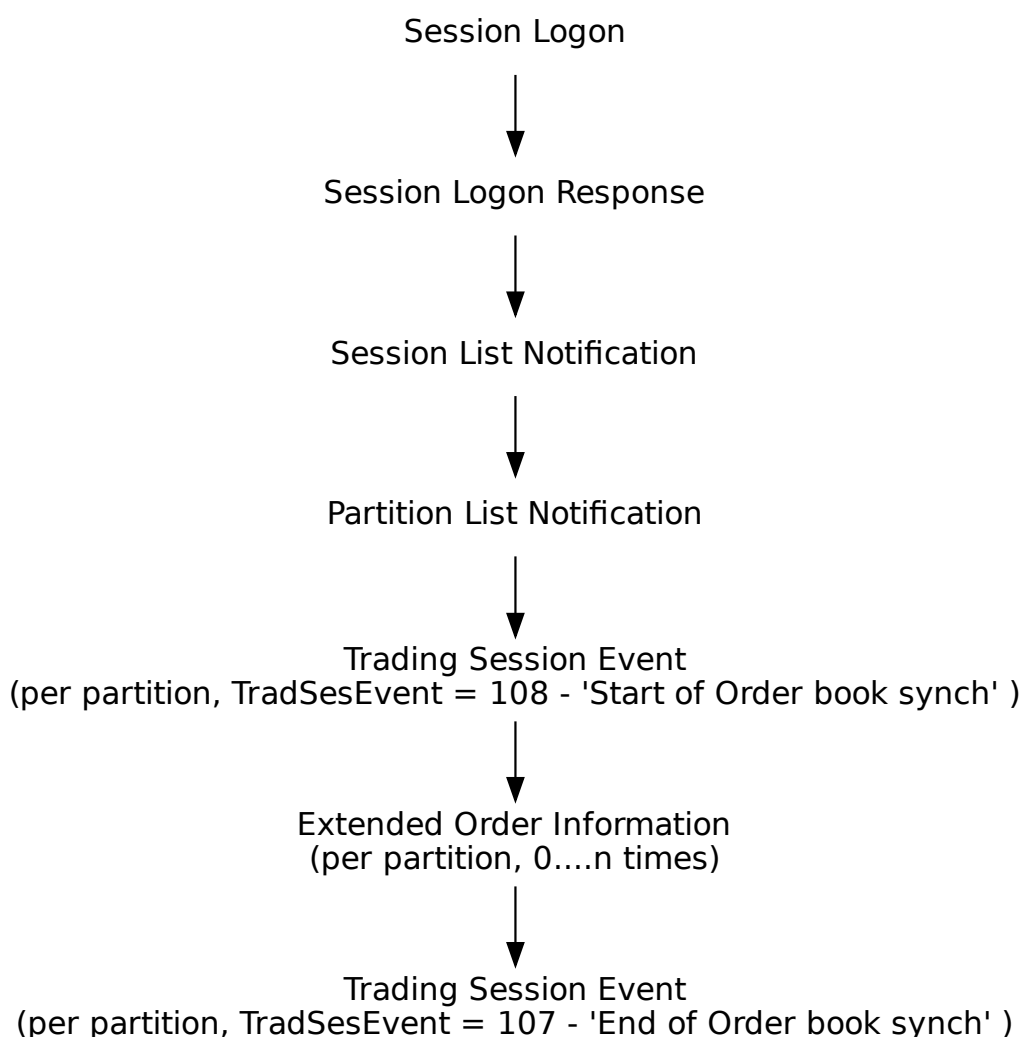 Session Logon
Session Logon Response
Session List Notification
Partition List Notification
Trading Session Event
(per partition, TradSesEvent = 108 - 'Start of Order book synch' )
Extended Order Information
(per partition, 0....n times)
Trading Session Event
(per partition, TradSesEvent = 107 - 'End of Order book synch' )